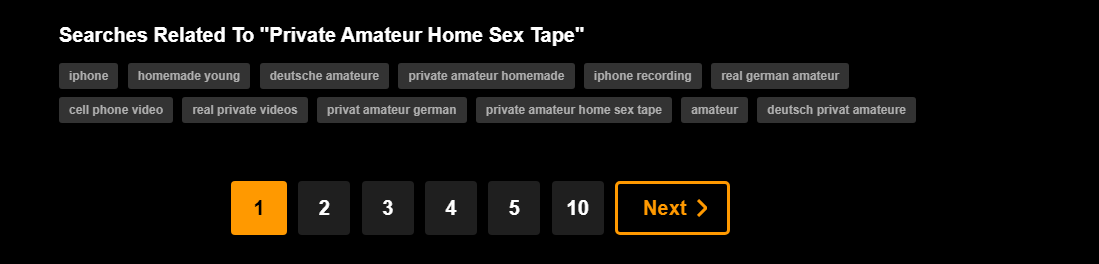 Searches Related To "Private Amateur Home Sex Tape"
iphone homemade young deutsche amateure private amateur homemade iphone recording real german amateur
cell phone video real private videos privat amateur german private amateur home sex tape amateur deutsch privat amateure
1 2 3 4 5 10 Next